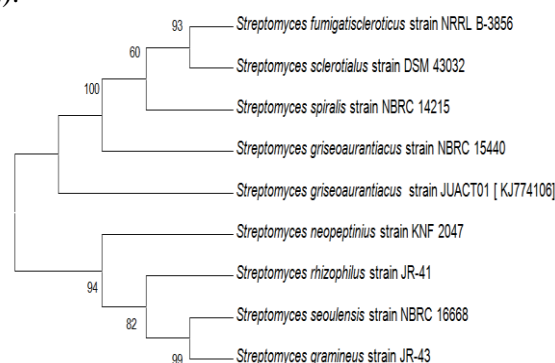 93
Streptomyces fumigatiscleroticus strain NRRL B-3856
60
Streptomyces sclerotialus strain DSM 43032
100
Streptomyces spiralis strain NBRC 14215
Streptomyces griseoaurantiacus strain NBRC 15440
Streptomyces griseoaurantiacus strain JUACT01 [ KJ774106]
Streptomyces neopeptinius strain KNF 2047
94
Streptomyces rhizophilus strain JR-41
82
Streptomyces seoulensis strain NBRC 16668
99
Streptomyces gramineus strain JR-43